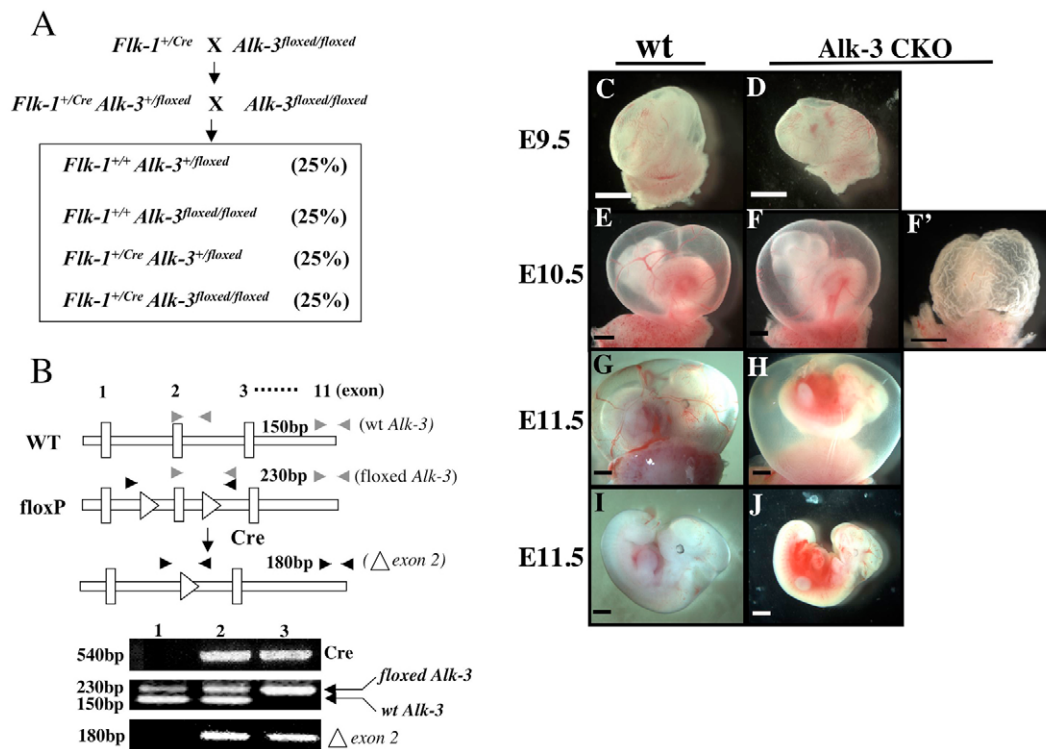 A
Flk-1+/Cre X Alk-3floxed/floxed
Flk-1+/Cre Alk-3+/floxed X Alk-3floxed/floxed
Flk-1+/+ Alk-3+/floxed (25%)
Flk-1+/+ Alk-3floxed/floxed (25%)
Flk-1+/Cre Alk-3+/floxed (25%)
Flk-1+/Cre Alk-3floxed/floxed (25%)
B
1 2 3 ........ 11 (exon)
WT 150bp (wt Alk-3)
floxP 230bp (floxed Alk-3)
Cre
180bp (△ exon 2)
1 2 3
540bp Cre
230bp floxed Alk-3
150bp wt Alk-3
180bp △ exon 2
wt Alk-3 CKO
E9.5 C D
E10.5 E F F’
E11.5 G H
E11.5 I J